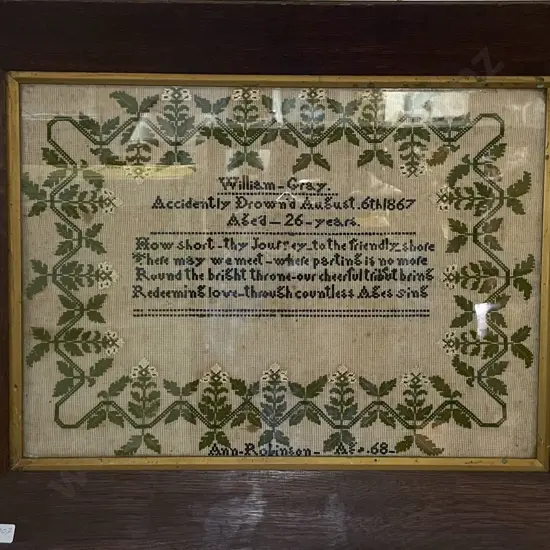 William - Gray.
Accidently Drown'd August. 6th 1867
Aged - 26 - years.
How short - thy Journey - to the friendly - shore
There may we meet - where parting is no more
Round the bright throne - our cheerful tribut bring
Redeeming love - through countless Ages sing
Ann - Robinson - 68 -